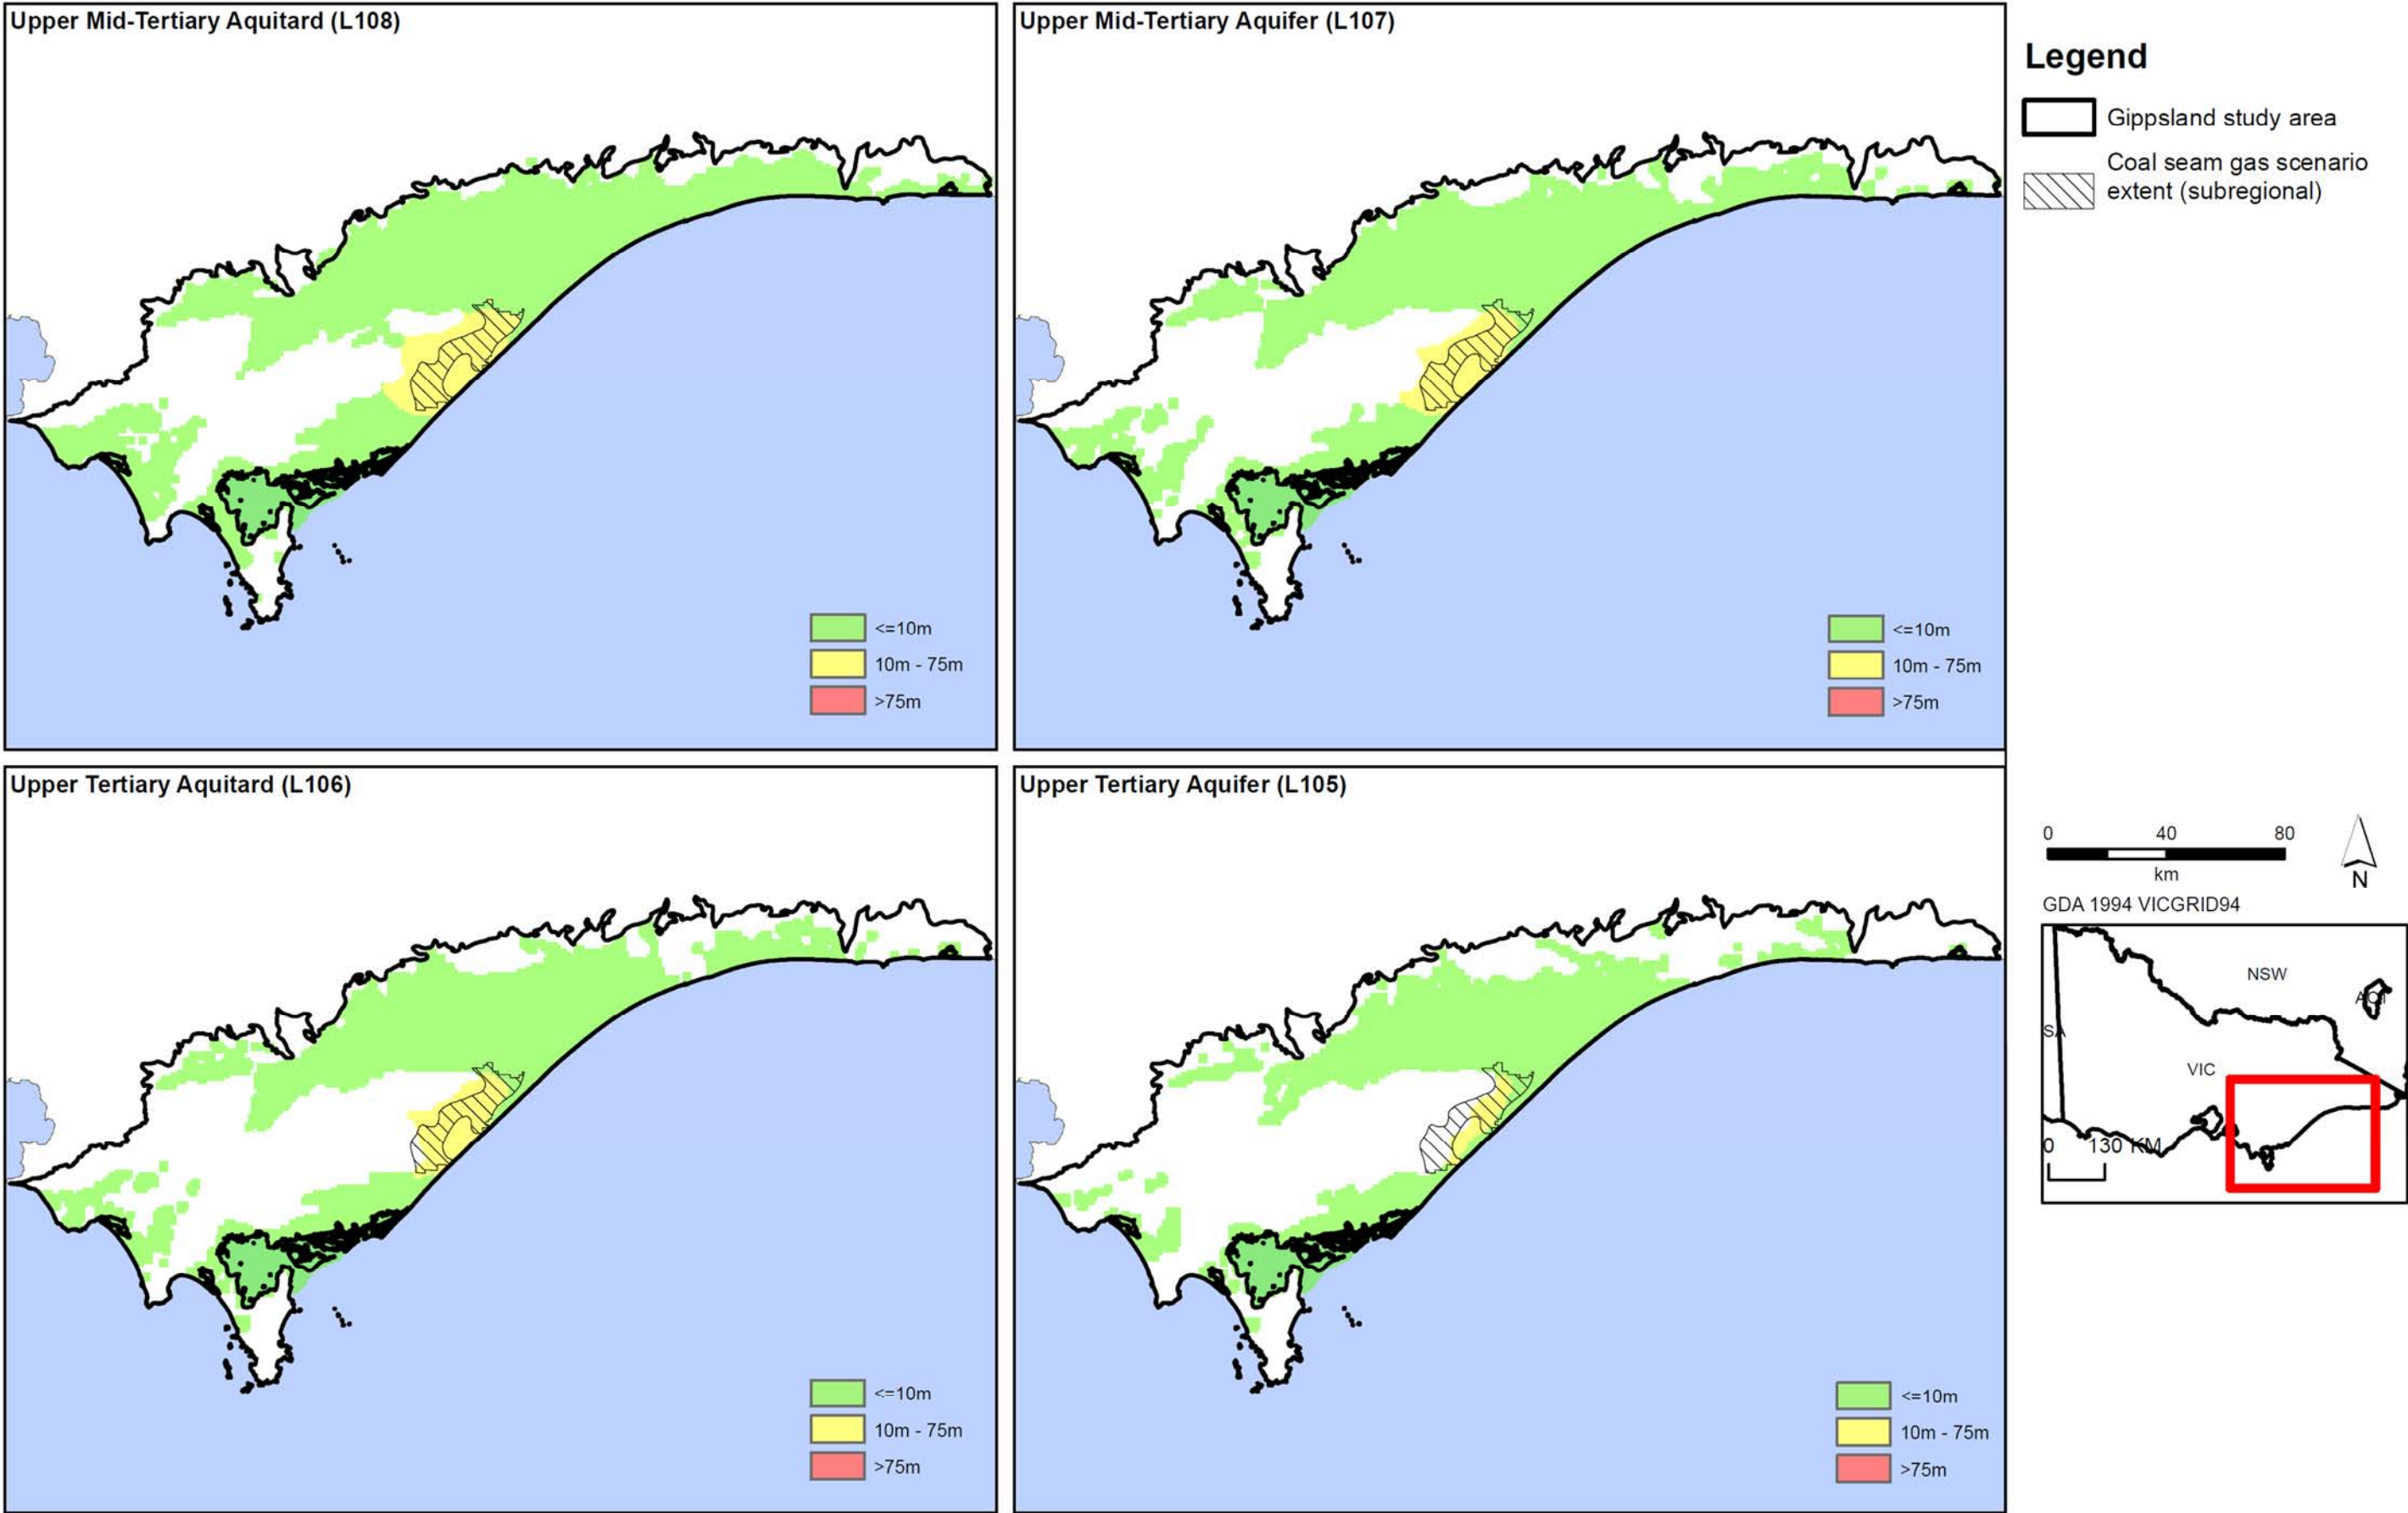 Upper Mid-Tertiary Aquitard (L108)
<=10m
10m - 75m
>75m
Upper Mid-Tertiary Aquifer (L107)
<=10m
10m - 75m
>75m
Legend
Gippsland study area
Coal seam gas scenario
extent (subregional)
Upper Tertiary Aquitard (L106)
<=10m
10m - 75m
>75m
Upper Tertiary Aquifer (L105)
<=10m
10m - 75m
>75m
0 40 80
km
N
GDA 1994 VICGRID94
NSW
ACT
SA
VIC
0 130 KM